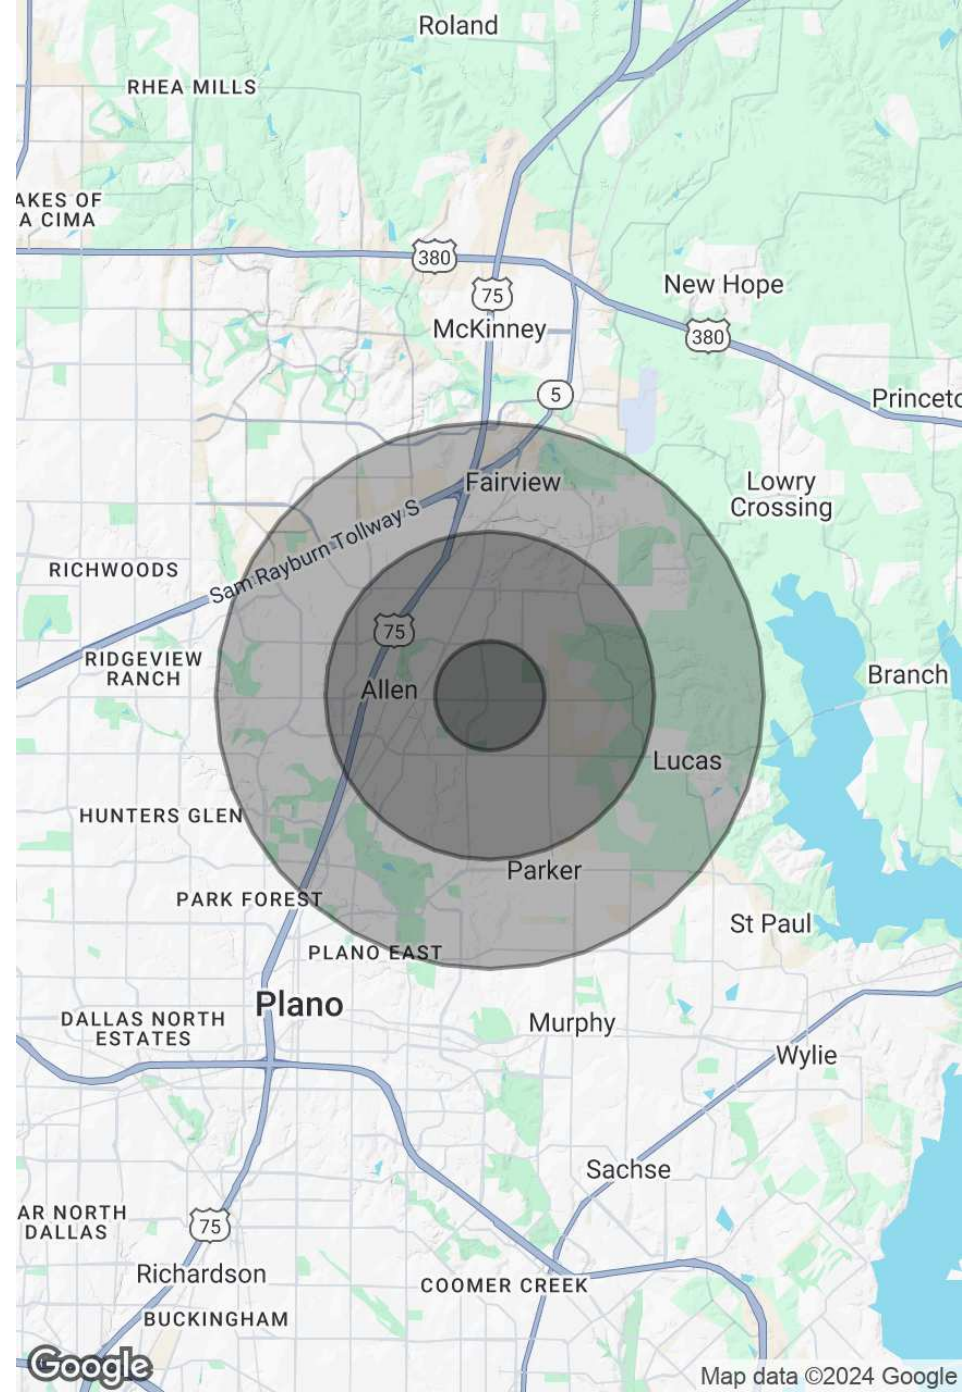 Roland
RHEA MILLS
AKES OF
A CIMA
380
75
New Hope
McKinney
380
5
Princeto
Fairview
Lowry
Crossing
Sam Rayburn Tollway S
RICHWOODS
75
RIDGEVIEW
RANCH
Allen
Branch
Lucas
HUNTERS GLEN
Parker
PARK FOREST
St Paul
PLANO EAST
Plano
DALLAS NORTH
ESTATES
Murphy
Wylie
Sachse
AR NORTH
DALLAS
75
Richardson
COOMER CREEK
BUCKINGHAM
Google
Map data ©2024 Google